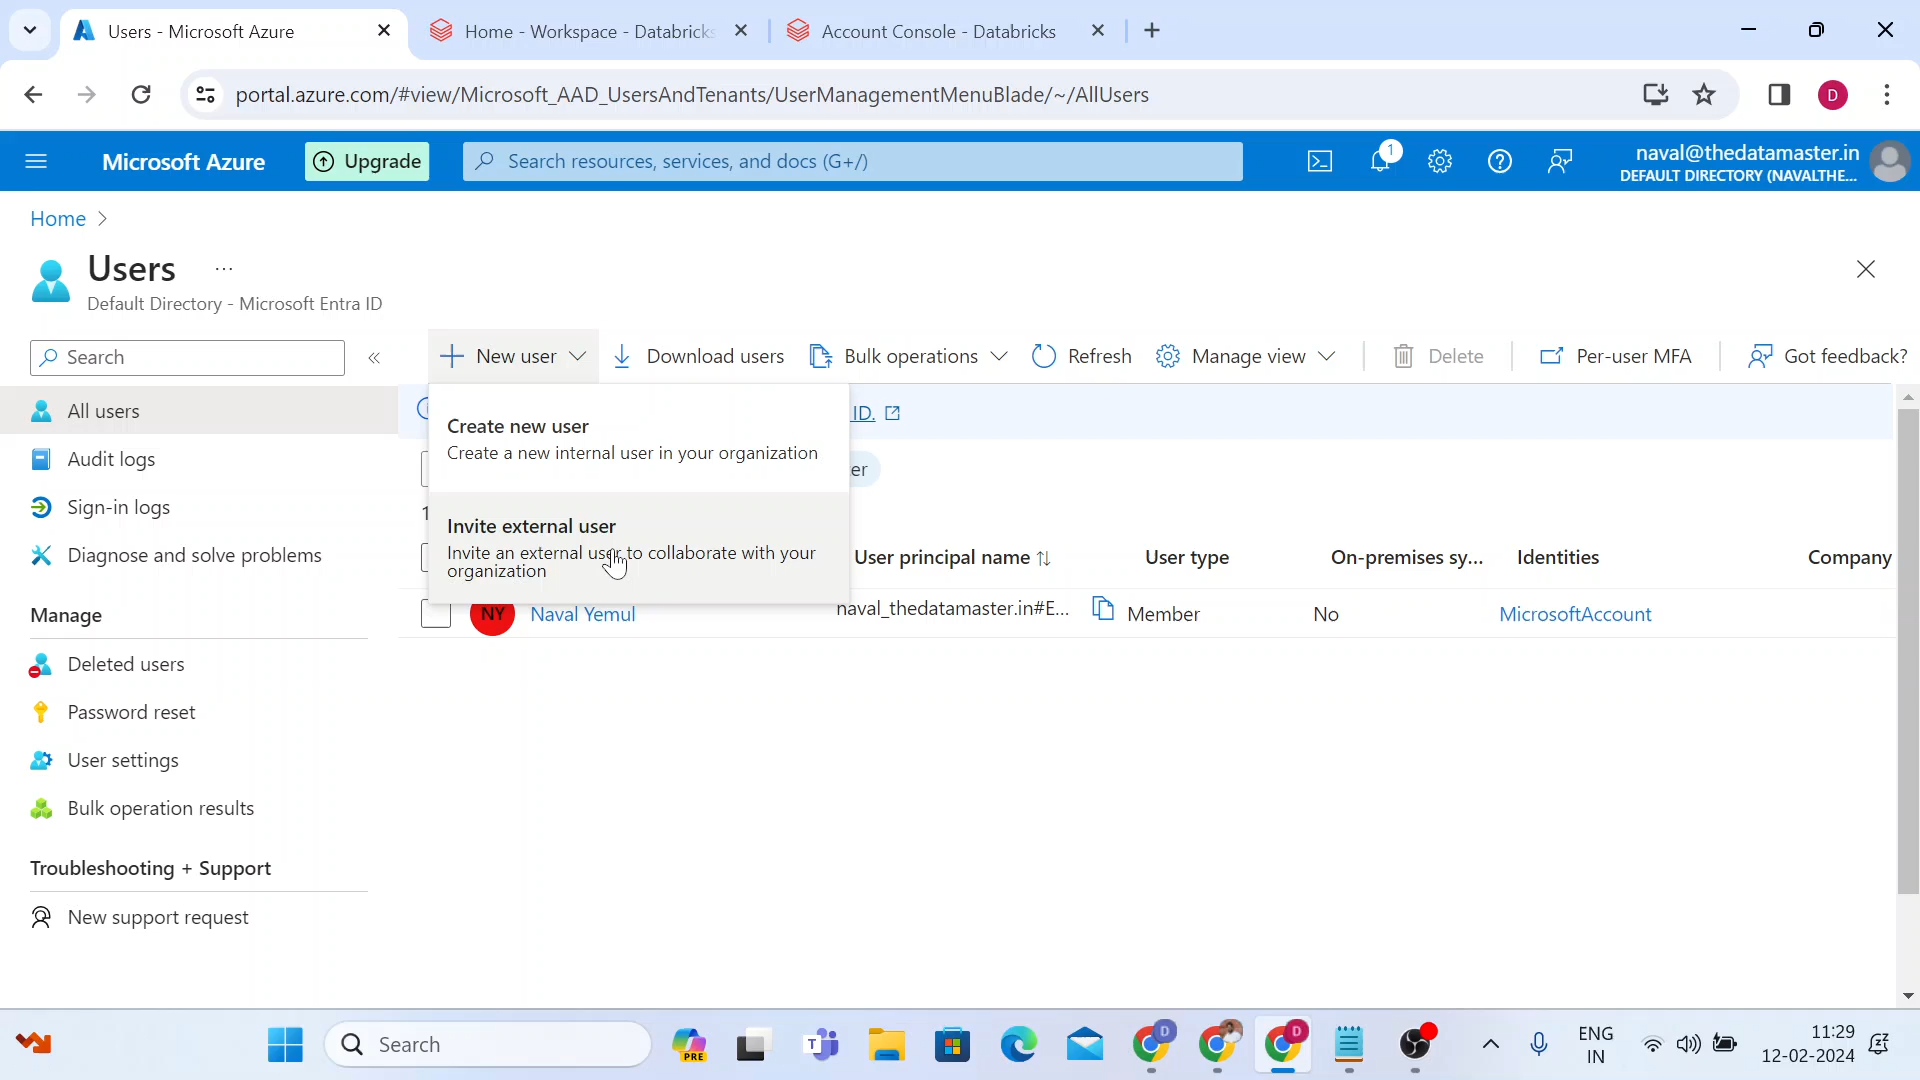 Users - Microsoft Azure
Home - Workspace - Databricks
Account Console - Databricks
portal.azure.com/#view/Microsoft_AAD_UsersAndTenants/UserManagementMenuBlade/~/AllUsers
D
Microsoft Azure
Upgrade
Search resources, services, and docs (G+/)
1
naval@thedatamaster.in
DEFAULT DIRECTORY (NAVALTHE...
Home
Users ...
Default Directory - Microsoft Entra ID
Search
New user
Download users
Bulk operations
Refresh
Manage view
Delete
Per-user MFA
Got feedback?
All users
Audit logs
Sign-in logs
Diagnose and solve problems
Manage
Deleted users
Password reset
User settings
Bulk operation results
Troubleshooting + Support
New support request
Create new user
Create a new internal user in your organization
Invite external user
Invite an external user to collaborate with your
organization
ID.
er
1
User principal name
User type
On-premises sy...
Identities
Company
NY
Naval Yemul
naval_thedatamaster.in#E...
Member
No
MicrosoftAccount
Search
PRE
T
D
D
ENG
IN
11:29
12-02-2024